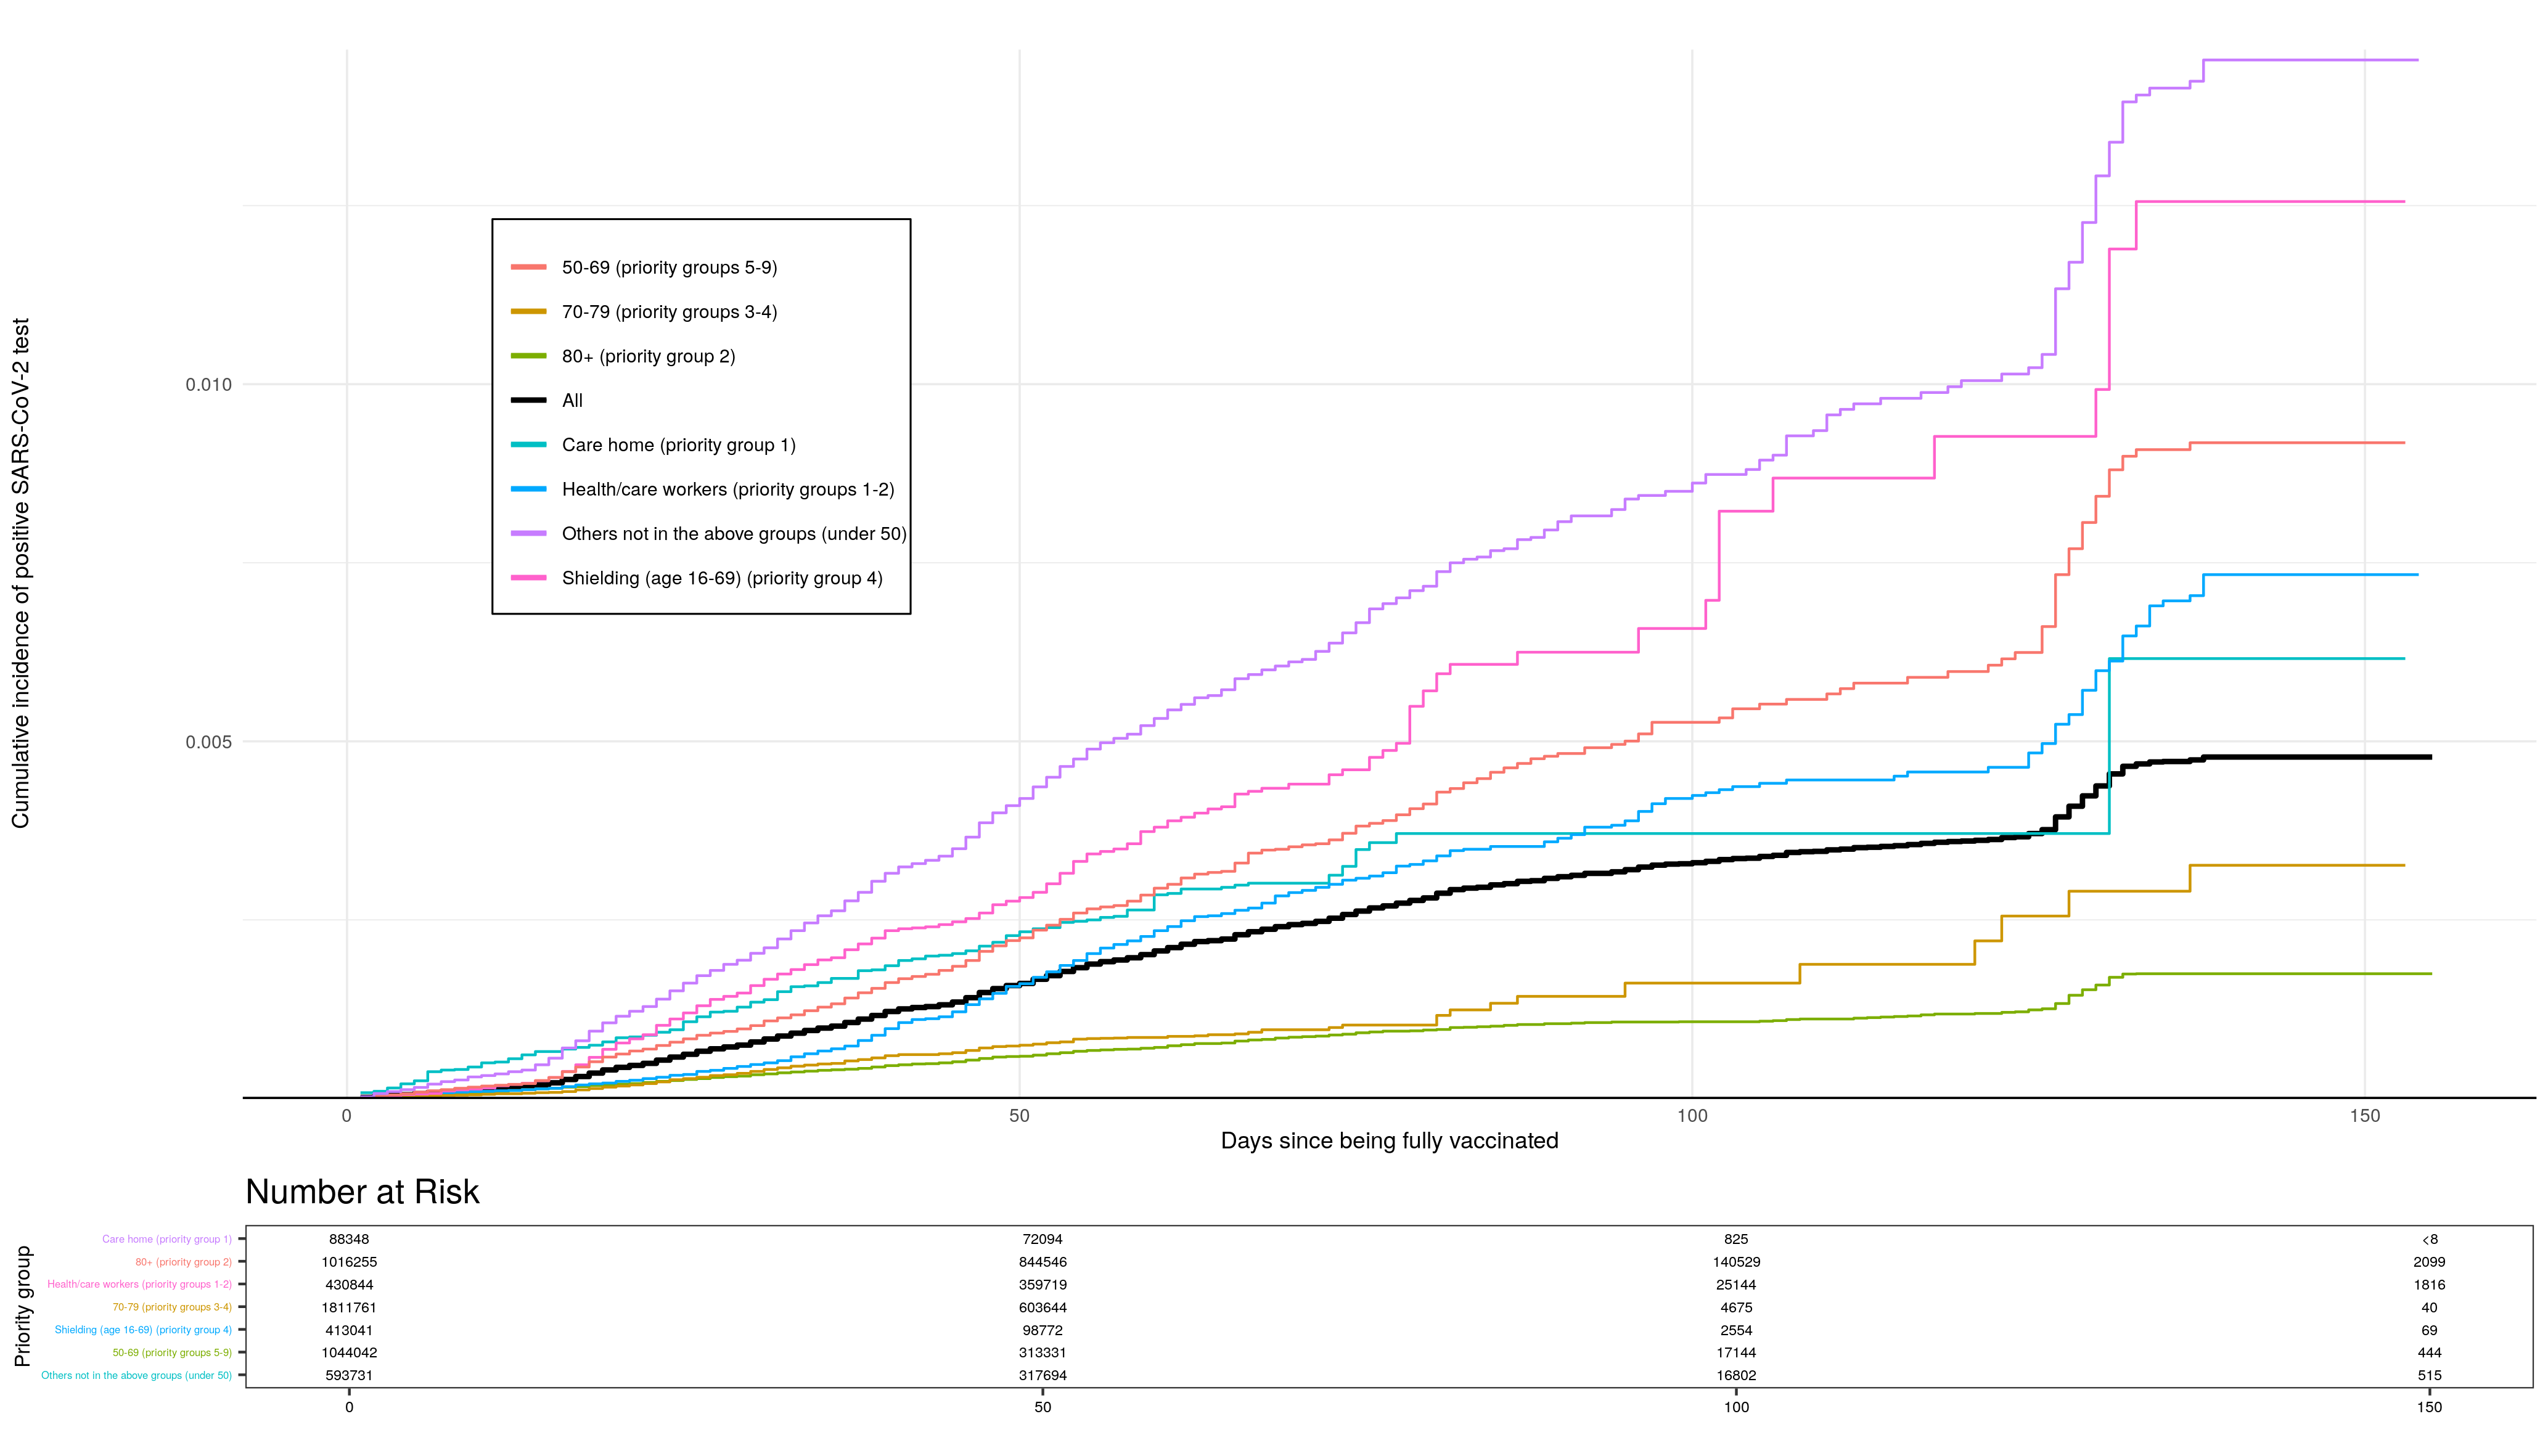 Cumulative incidence of positive SARS-CoV-2 test
0.010
0.005
50-69 (priority groups 5-9)
70-79 (priority groups 3-4)
80+ (priority group 2)
All
Care home (priority group 1)
Health/care workers (priority groups 1-2)
Others not in the above groups (under 50)
Shielding (age 16-69) (priority group 4)
0 50 100 150
Days since being fully vaccinated
Number at Risk
Priority group
Care home (priority group 1) 88348 72094 825 <8
80+ (priority group 2) 1016255 844546 140529 2099
Health/care workers (priority groups 1-2) 430844 359719 25144 1816
70-79 (priority groups 3-4) 1811761 603644 4675 40
Shielding (age 16-69) (priority group 4) 413041 98772 2554 69
50-69 (priority groups 5-9) 1044042 313331 17144 444
Others not in the above groups (under 50) 593731 317694 16802 515
0 50 100 150